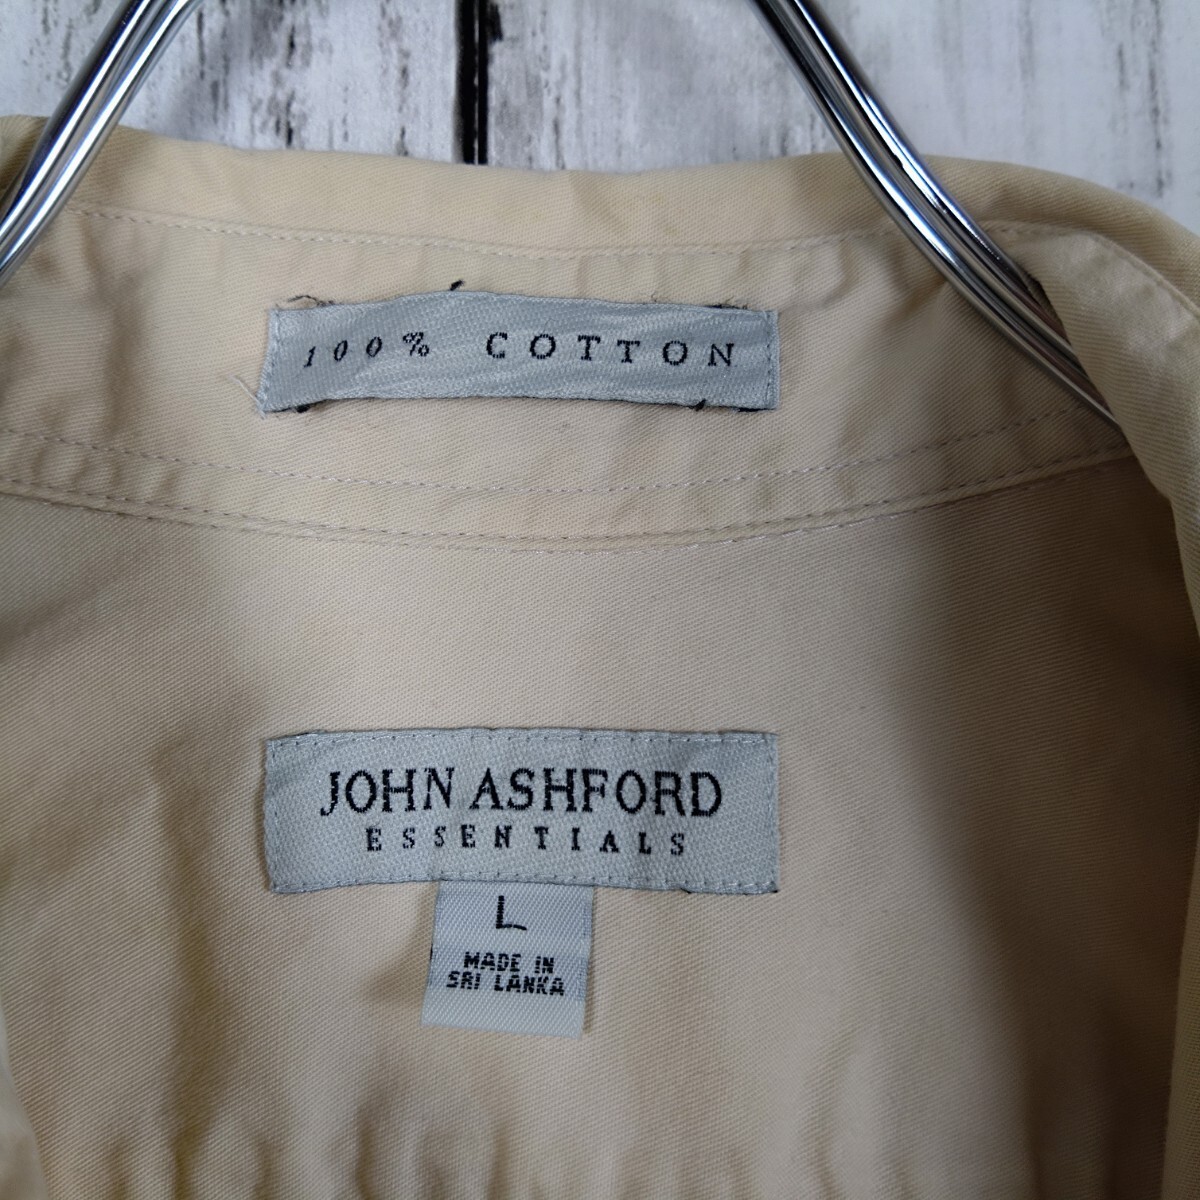 100% COTTON
JOHN ASHFORD
ESSENTIALS
L
MADE IN
SRI LANKA